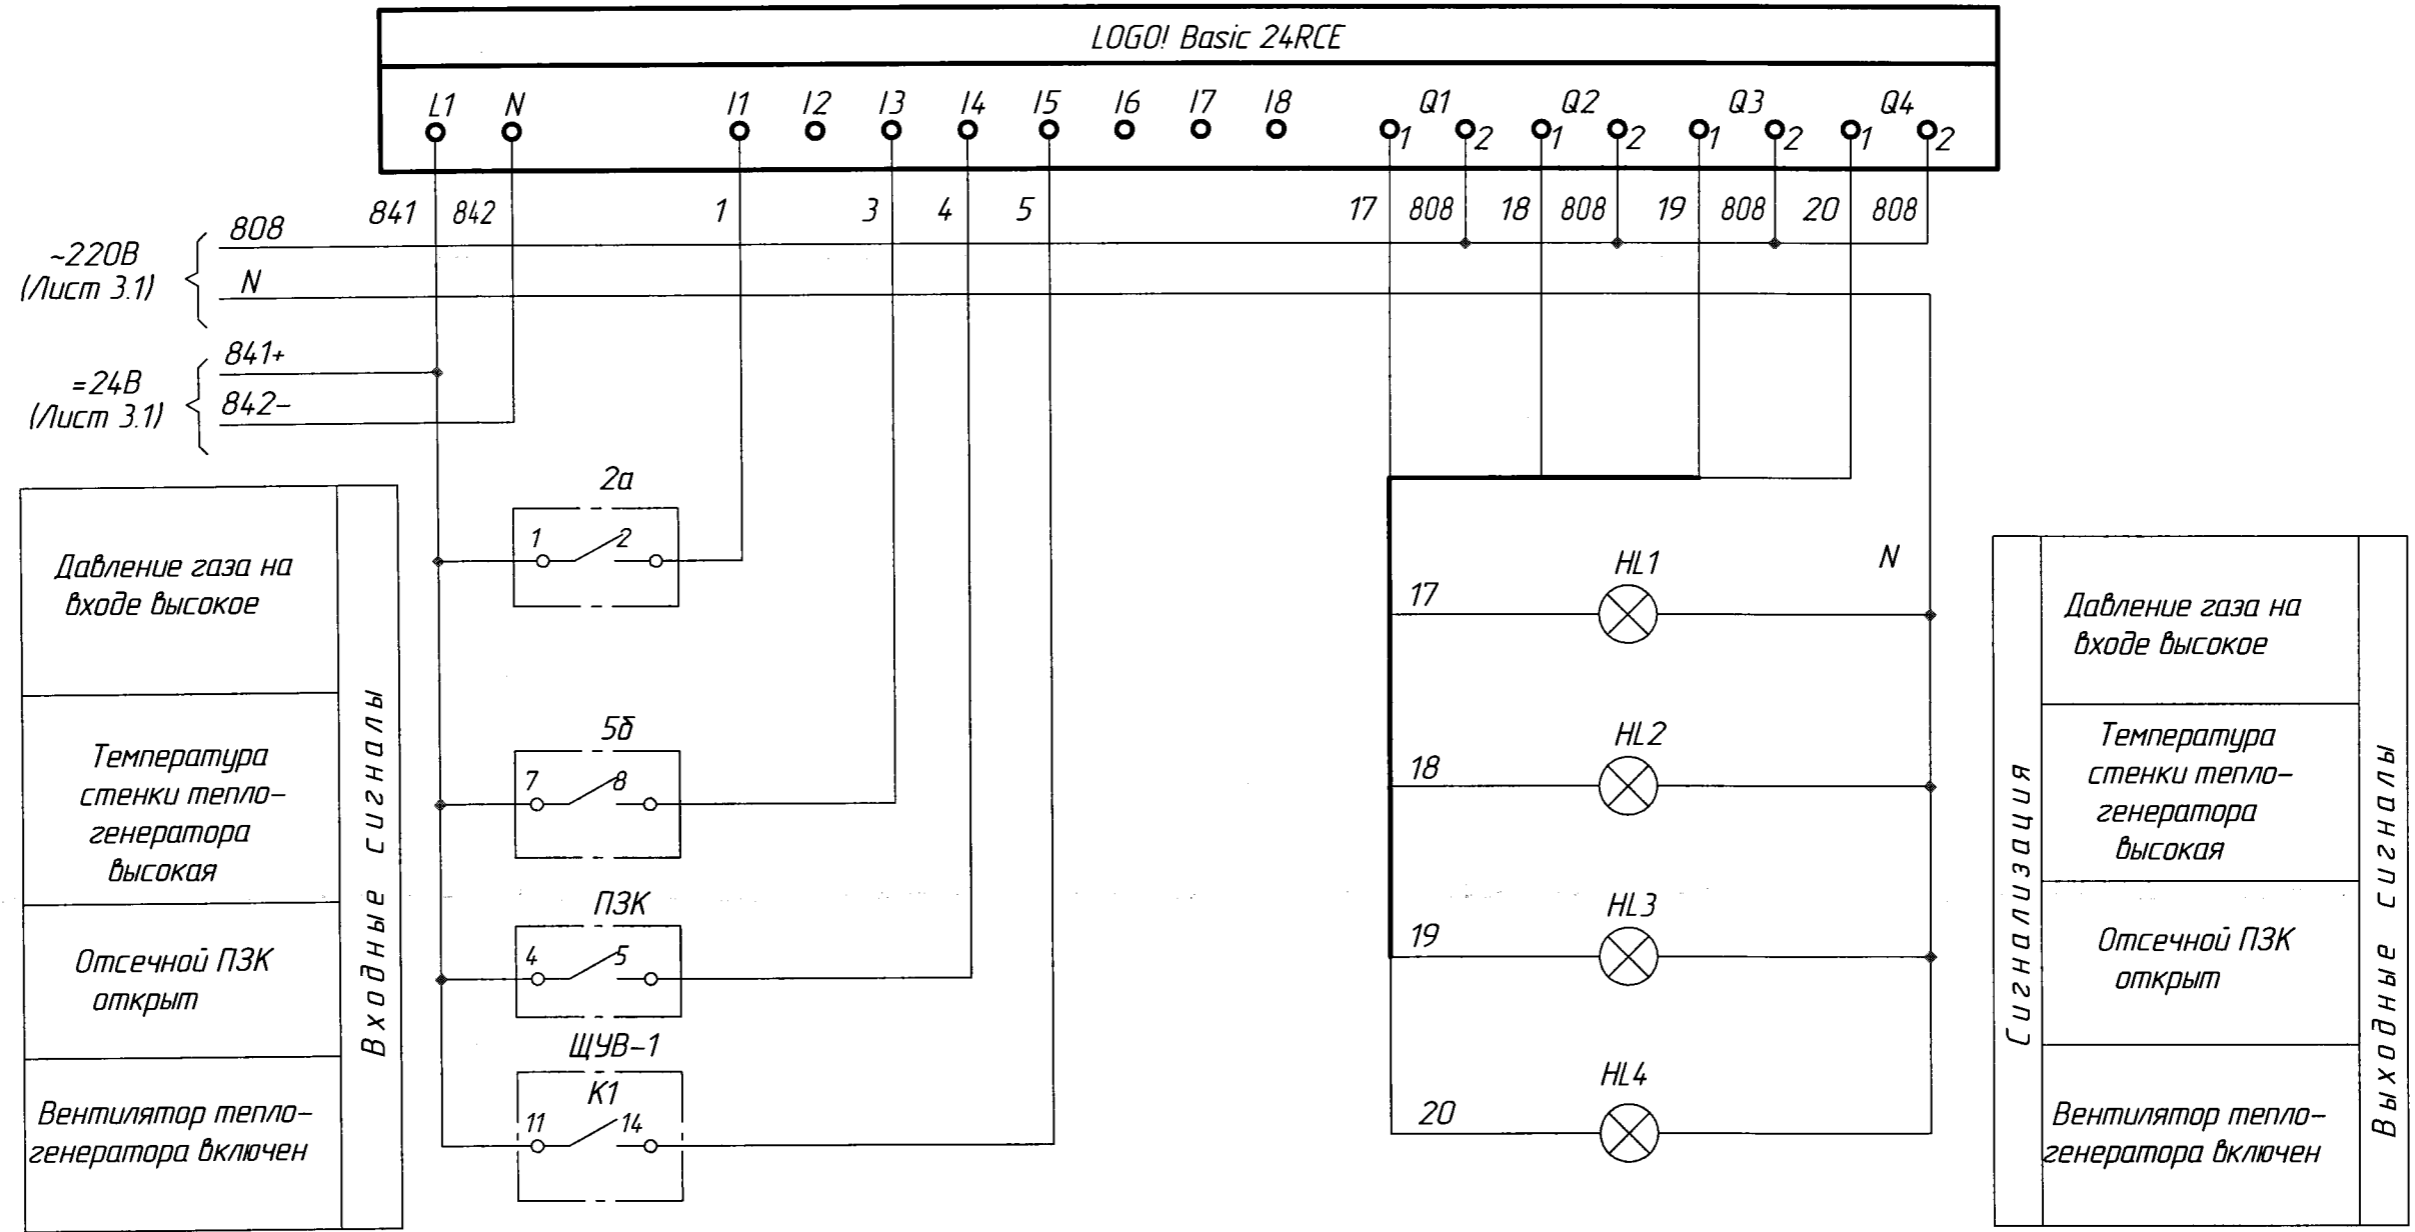 LOGO! Basic 24RCE
L1 N I1 I2 I3 I4 I5 I6 I7 I8 Q1 Q2 Q3 Q4
1 2 1 2 1 2 1 2
841 842 1 3 4 5 17 808 18 808 19 808 20 808
~220В
(Лист 3.1)
808
N
=24В
(Лист 3.1)
841+
842-
Давление газа на
входе высокое
Температура
стенки тепло-
генератора
высокая
Отсечной ПЗК
открыт
Вентилятор тепло-
генератора включен
Входные сигналы
2а
1 2
5б
7 8
ПЗК
4 5
ЩУВ-1
К1
11 14
N
17 HL1
18 HL2
19 HL3
20 HL4
Сигнализация
Давление газа на
входе высокое
Температура
стенки тепло-
генератора
высокая
Отсечной ПЗК
открыт
Вентилятор тепло-
генератора включен
Выходные сигналы